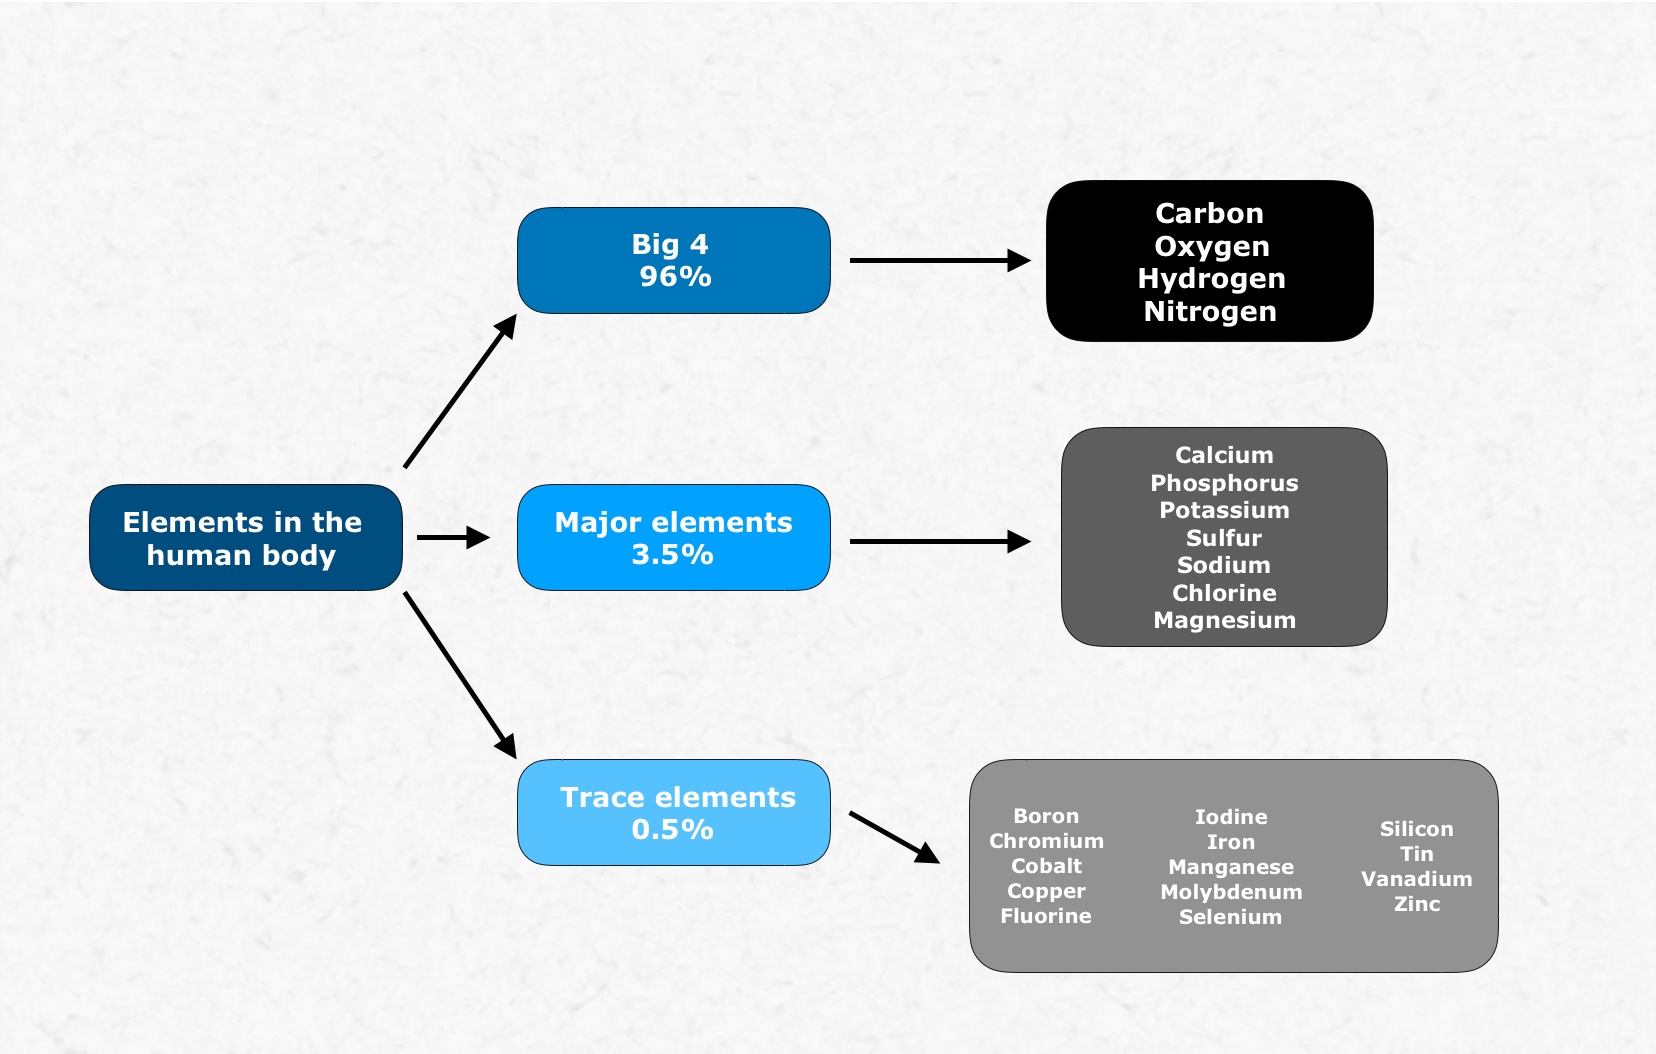 Elements in the
human body
Big 4
96%
Carbon
Oxygen
Hydrogen
Nitrogen
Major elements
3.5%
Calcium
Phosphorus
Potassium
Sulfur
Sodium
Chlorine
Magnesium
Trace elements
0.5%
Boron
Chromium
Cobalt
Copper
Fluorine
Iodine
Iron
Manganese
Molybdenum
Selenium
Silicon
Tin
Vanadium
Zinc